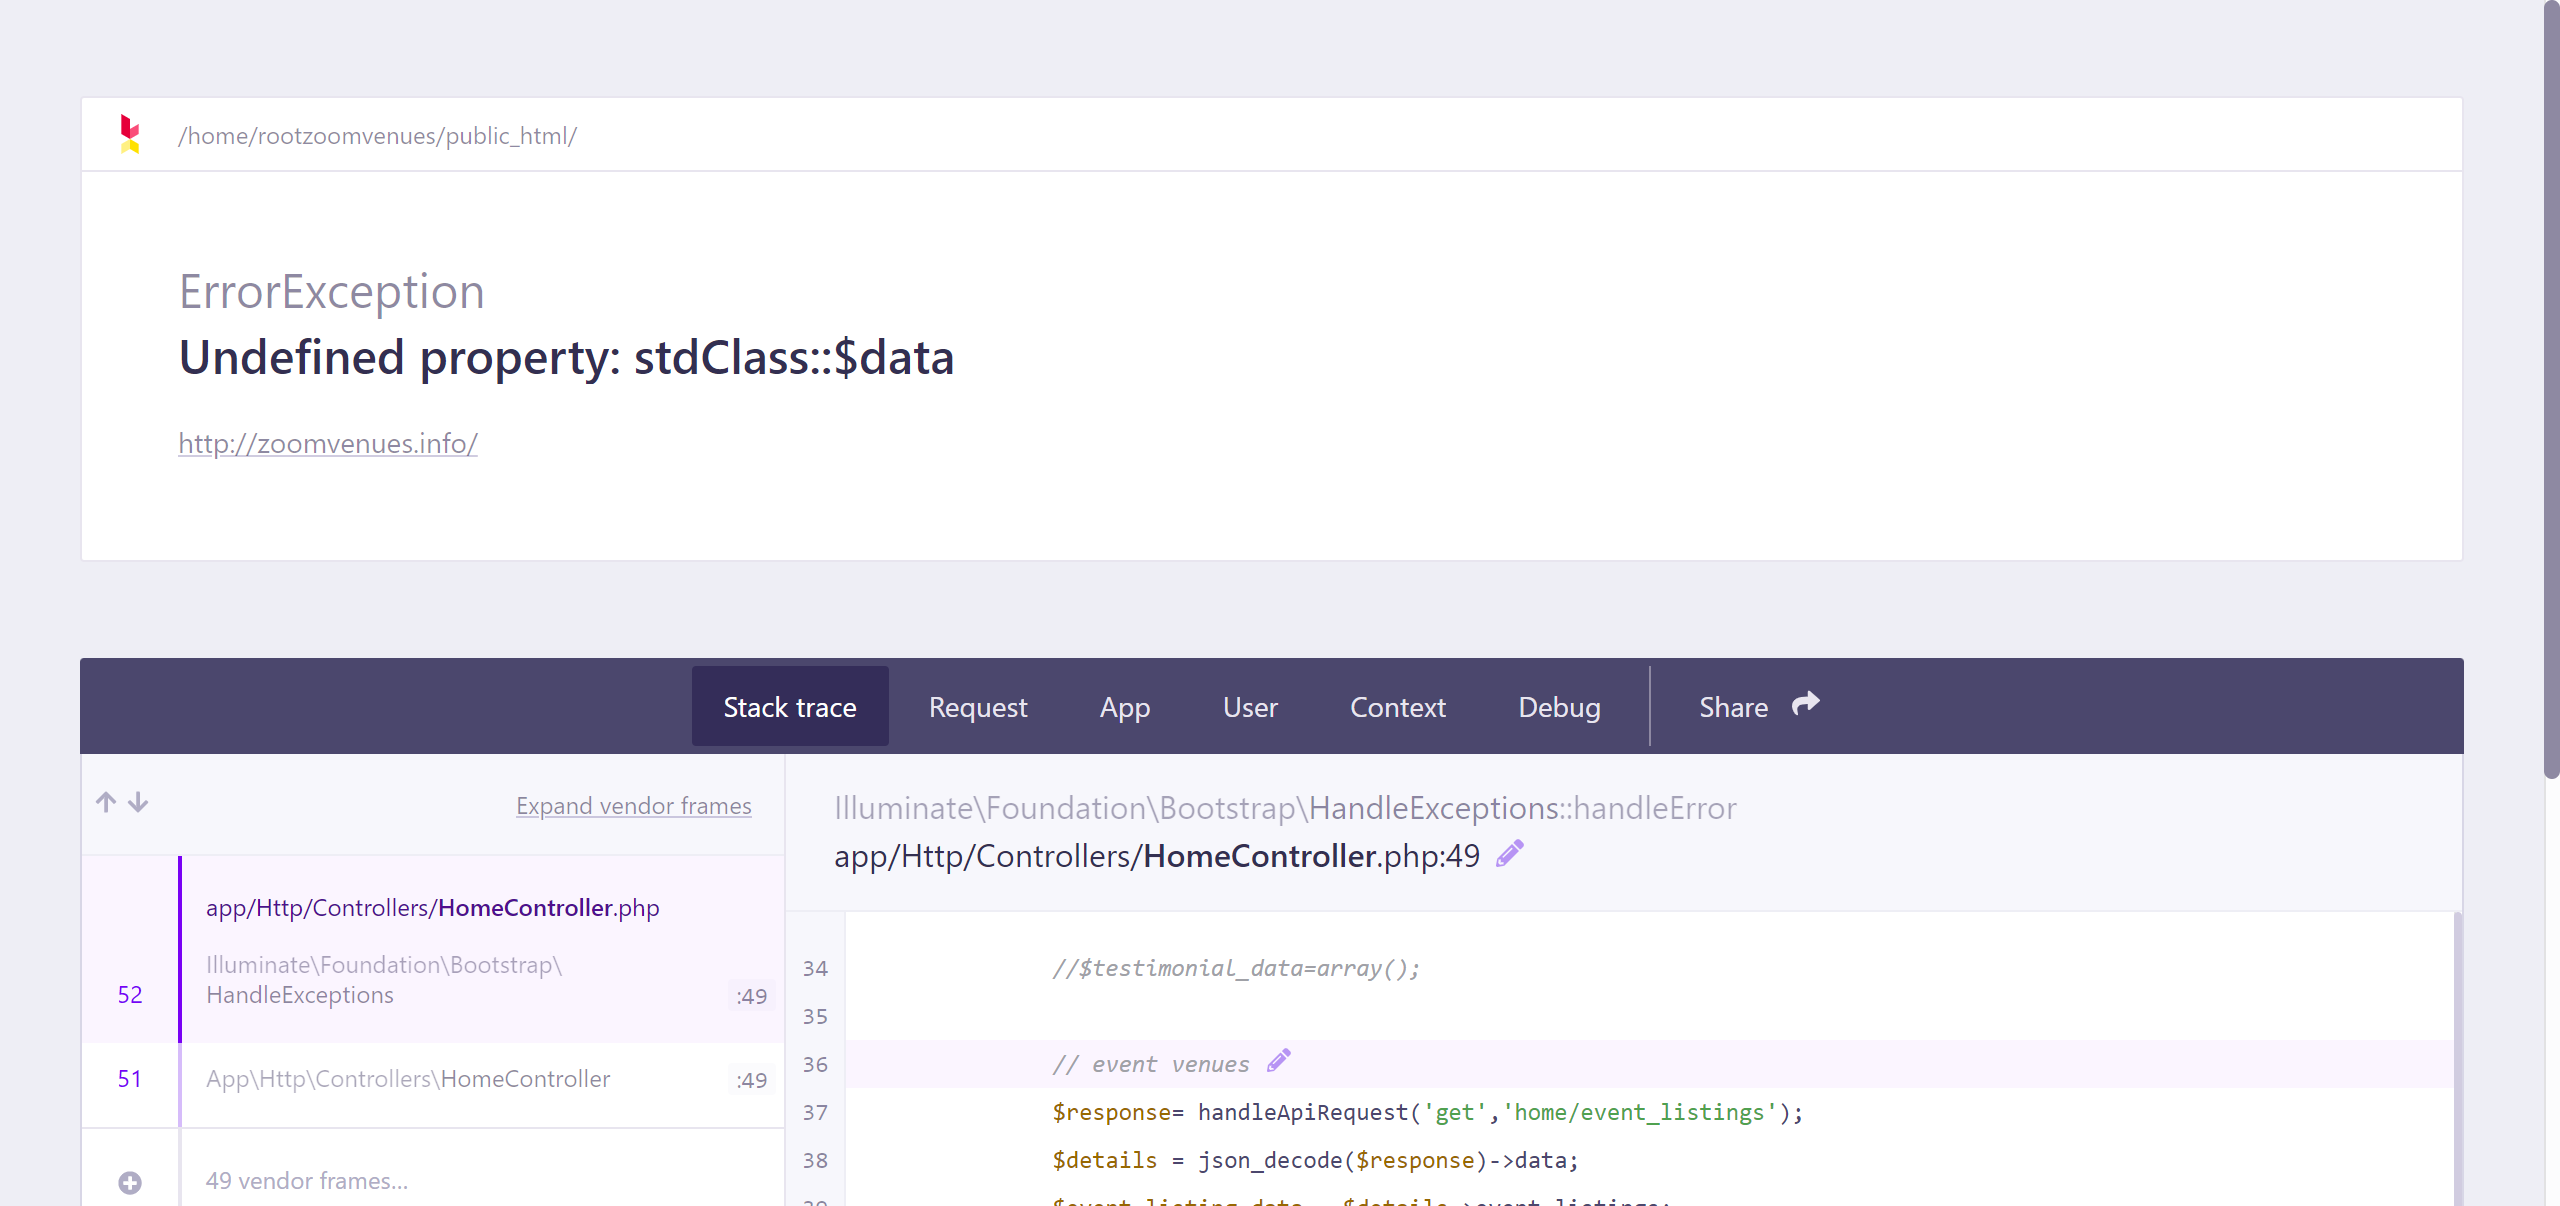 /home/rootzoomvenues/public_html/
ErrorException
Undefined property: stdClass::$data
http://zoomvenues.info/
Stack trace
Request
App
User
Context
Debug
Share
Expand vendor frames
app/Http/Controllers/HomeController.php
Illuminate\Foundation\Bootstrap\
52
HandleExceptions
:49
51
App\Http\Controllers\HomeController
:49
49 vendor frames…
Illuminate\Foundation\Bootstrap\HandleExceptions::handleError
app/Http/Controllers/HomeController.php:49
34 //$testimonial_data=array();
35
36 // event venues
37 $response= handleApiRequest('get','home/event_listings');
38 $details = json_decode($response)->data;